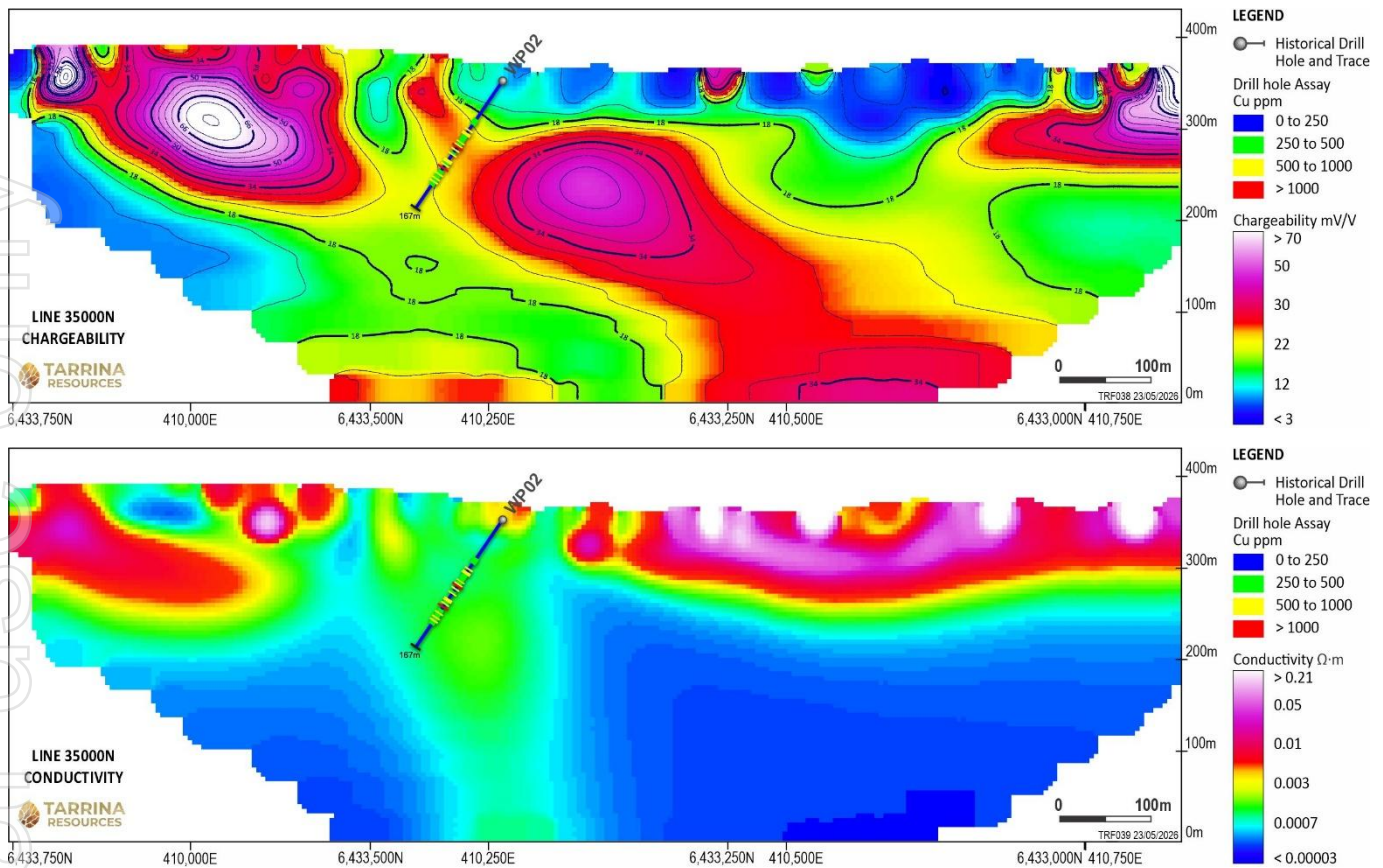 WP02
167m
LINE 35000N
CHARGEABILITY
TARRINA
RESOURCES
400m
300m
200m
100m
0m
0 100m
TRF038 23/05/2026
6,433,750N 410,000E 6,433,500N 410,250E 6,433,250N 410,500E 6,433,000N 410,750E
LEGEND
Historical Drill
Hole and Trace
Drill hole Assay
Cu ppm
0 to 250
250 to 500
500 to 1000
> 1000
Chargeability mV/V
> 70
50
30
22
12
< 3
WP02
167m
LINE 35000N
CONDUCTIVITY
TARRINA
RESOURCES
400m
300m
200m
100m
0m
0 100m
TRF039 23/05/2026
6,433,750N 410,000E 6,433,500N 410,250E 6,433,250N 410,500E 6,433,000N 410,750E
LEGEND
Historical Drill
Hole and Trace
Drill hole Assay
Cu ppm
0 to 250
250 to 500
500 to 1000
> 1000
Conductivity Ω·m
> 0.21
0.05
0.01
0.003
0.0007
< 0.00003